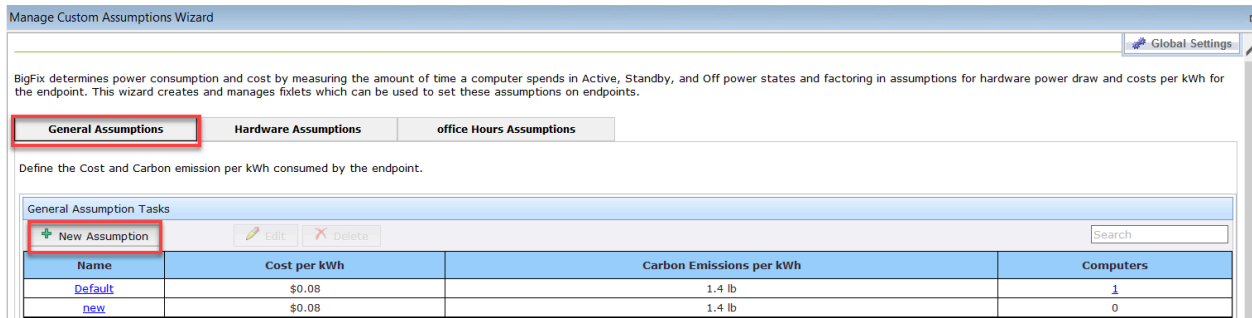 Manage Custom Assumptions Wizard
Global Settings
BigFix determines power consumption and cost by measuring the amount of time a computer spends in Active, Standby, and Off power states and factoring in assumptions for hardware power draw and costs per kWh for
the endpoint. This wizard creates and manages fixlets which can be used to set these assumptions on endpoints.
General Assumptions Hardware Assumptions office Hours Assumptions
Define the Cost and Carbon emission per kWh consumed by the endpoint.
General Assumption Tasks
New Assumption Edit Delete Search
Name Cost per kWh Carbon Emissions per kWh Computers
Default $0.08 1.4 lb 1
new $0.08 1.4 lb 0